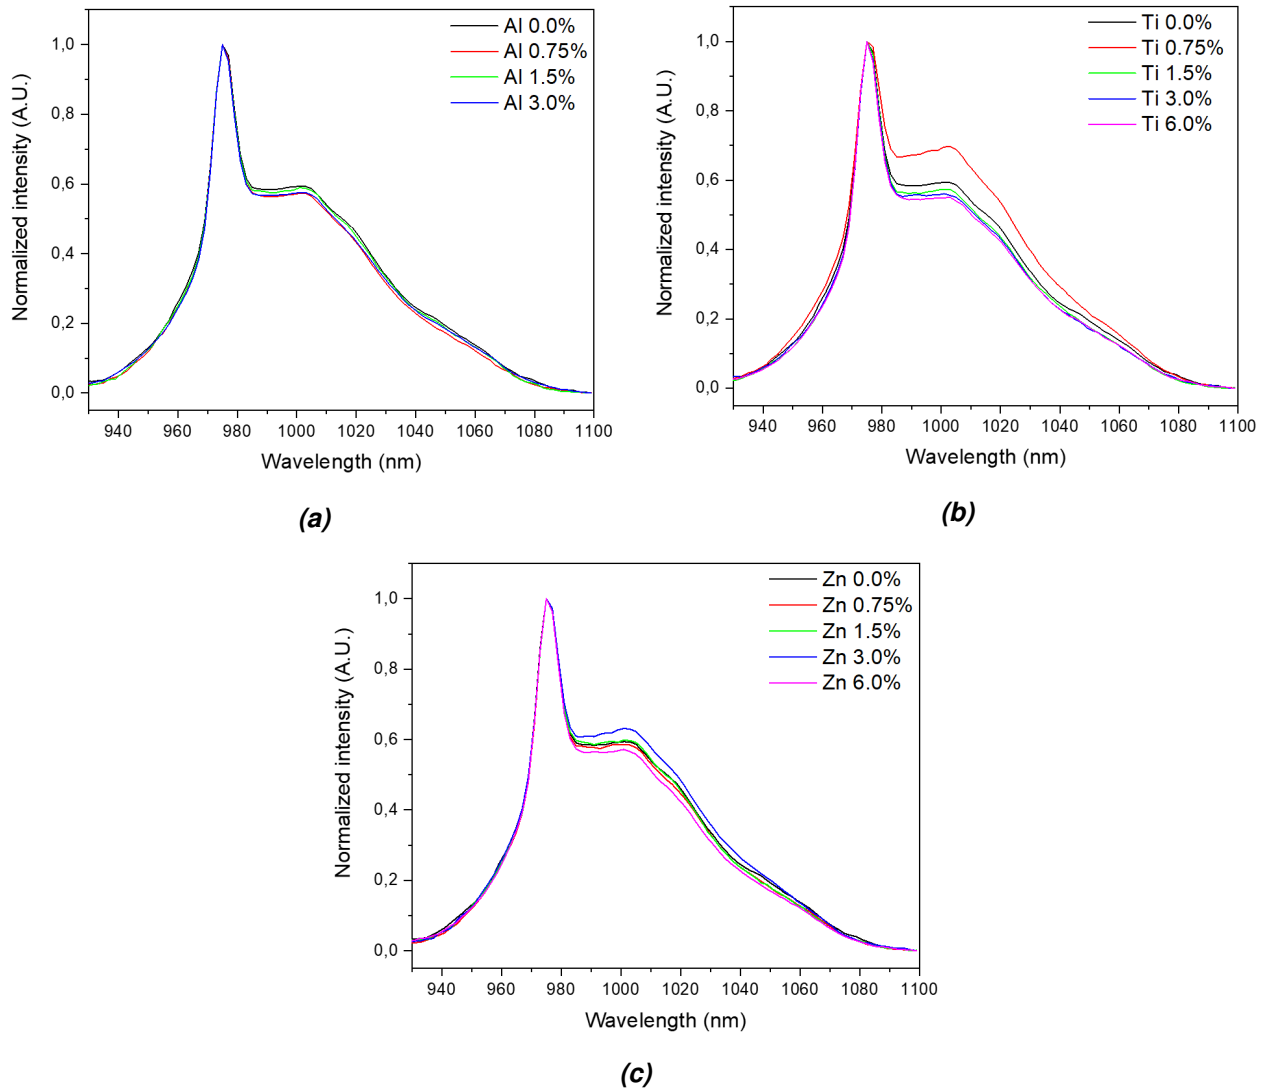 Normalized intensity (A.U.)
1,0
0,8
0,6
0,4
0,2
0,0
Al 0.0%
Al 0.75%
Al 1.5%
Al 3.0%
940 960 980 1000 1020 1040 1060 1080 1100
Wavelength (nm)
(a)
Normalized intensity (A.U.)
1,0
0,8
0,6
0,4
0,2
0,0
Ti 0.0%
Ti 0.75%
Ti 1.5%
Ti 3.0%
Ti 6.0%
940 960 980 1000 1020 1040 1060 1080 1100
Wavelength (nm)
(b)
Normalized intensity (A.U.)
1,0
0,8
0,6
0,4
0,2
0,0
Zn 0.0%
Zn 0.75%
Zn 1.5%
Zn 3.0%
Zn 6.0%
940 960 980 1000 1020 1040 1060 1080 1100
Wavelength (nm)
(c)